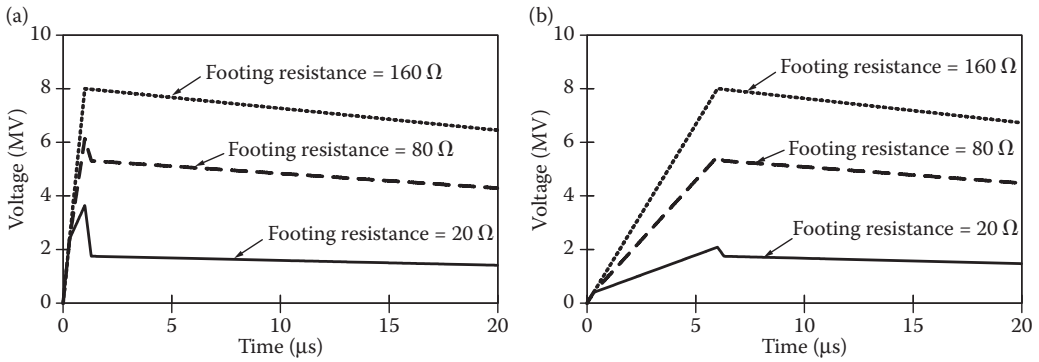 (a)
10
8
6
4
2
0
Voltage (MV)
Footing resistance = 160 Ω
Footing resistance = 80 Ω
Footing resistance = 20 Ω
0 5 10 15 20
Time (μs)
(b)
10
8
6
4
2
0
Voltage (MV)
Footing resistance = 160 Ω
Footing resistance = 80 Ω
Footing resistance = 20 Ω
0 5 10 15 20
Time (μs)